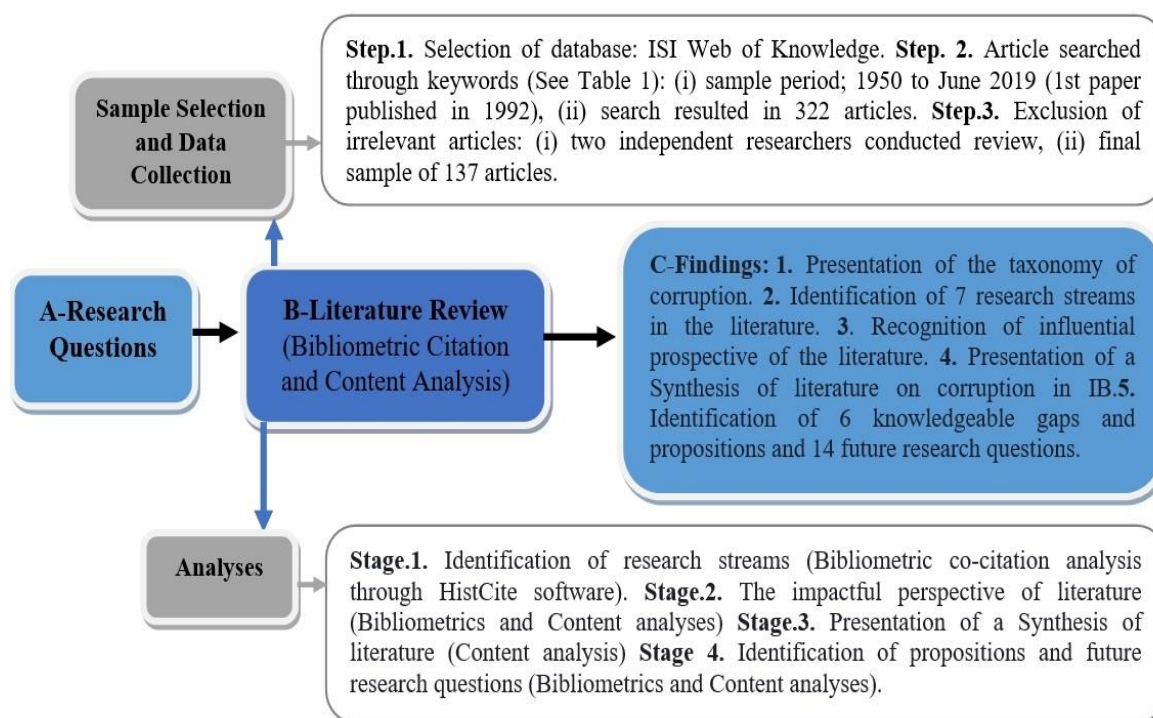 Sample Selection
and Data
Collection
Step.1. Selection of database: ISI Web of Knowledge. Step. 2. Article searched
through keywords (See Table 1): (i) sample period; 1950 to June 2019 (1st paper
published in 1992), (ii) search resulted in 322 articles. Step.3. Exclusion of
irrelevant articles: (i) two independent researchers conducted review, (ii) final
sample of 137 articles.
A-Research
Questions
B-Literature Review
(Bibliometric Citation
and Content Analysis)
C-Findings: 1. Presentation of the taxonomy of
corruption. 2. Identification of 7 research streams
in the literature. 3. Recognition of influential
prospective of the literature. 4. Presentation of a
Synthesis of literature on corruption in IB.5.
Identification of 6 knowledgeable gaps and
propositions and 14 future research questions.
Analyses
Stage.1. Identification of research streams (Bibliometric co-citation analysis
through HistCite software). Stage.2. The impactful perspective of literature
(Bibliometrics and Content analyses) Stage.3. Presentation of a Synthesis of
literature (Content analysis) Stage 4. Identification of propositions and future
research questions (Bibliometrics and Content analyses).